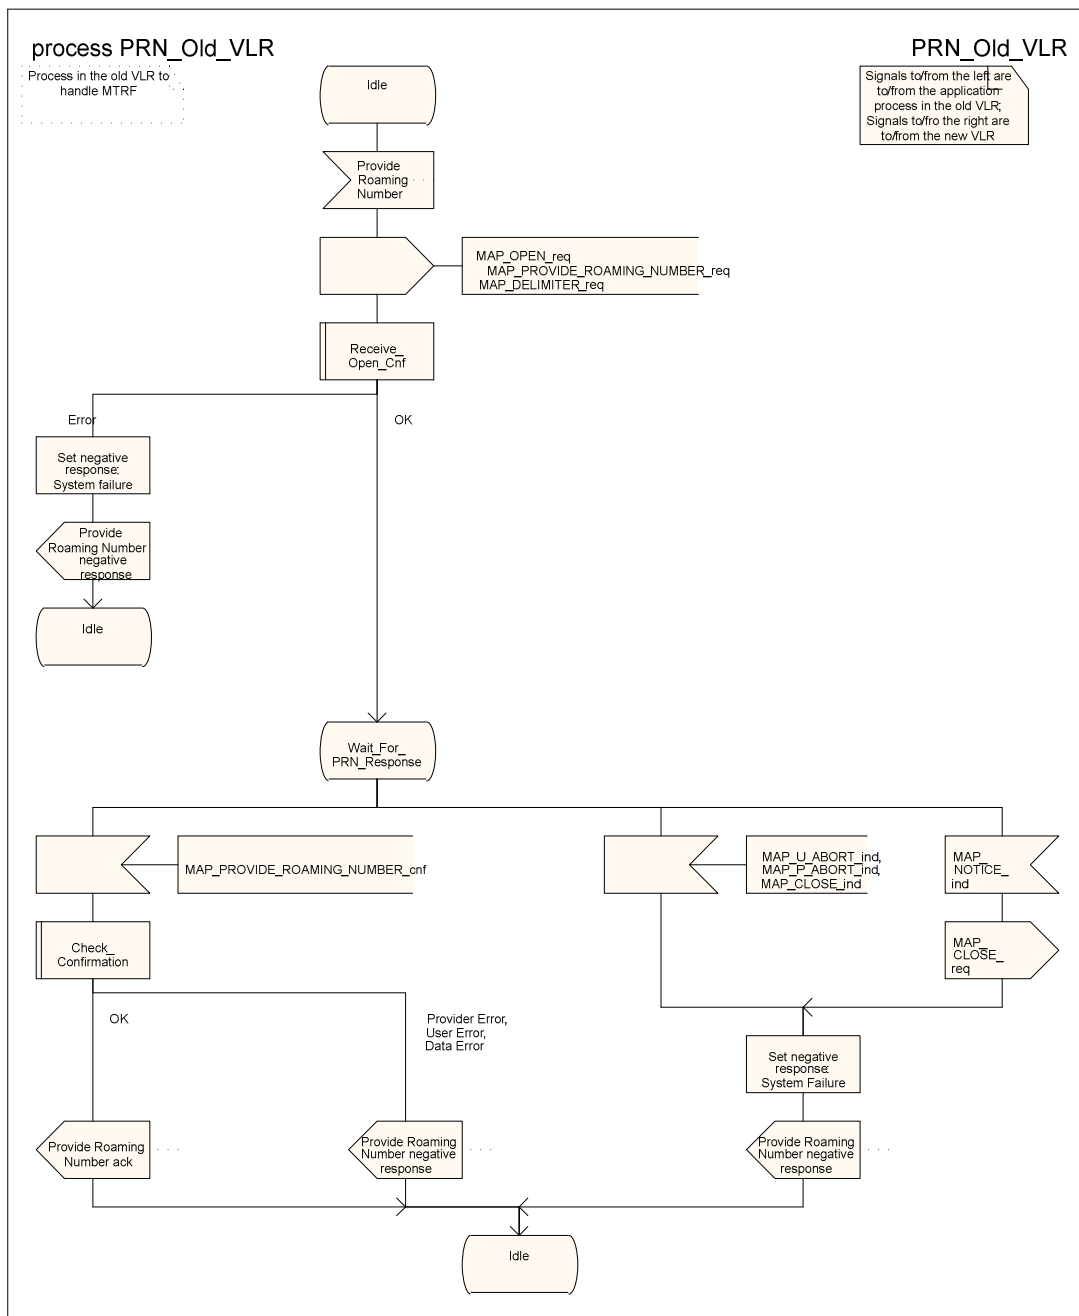 process PRN_Old_VLR
PRN_Old_VLR
Process in the old VLR to
handle MTRF
Signals to/from the left are
to/from the application
process in the old VLR;
Signals to/fro the right are
to/from the new VLR
Idle
Provide
Roaming
Number
MAP_OPEN_req
MAP_PROVIDE_ROAMING_NUMBER_req
MAP_DELIMITER_req
Receive_
Open_Cnf
Error
OK
Set negative
response:
System failure
Provide
Roaming Number
negative
response
Idle
Wait_For_
PRN_Response
MAP_PROVIDE_ROAMING_NUMBER_cnf
MAP_U_ABORT_ind,
MAP_P_ABORT_ind,
MAP_CLOSE_ind
MAP_
NOTICE_
ind
Check_
Confirmation
MAP_
CLOSE_
req
OK
Provider Error,
User Error,
Data Error
Set negative
response:
System Failure
Provide Roaming
Number ack
Provide Roaming
Number negative
response
Provide Roaming
Number negative
response
Idle